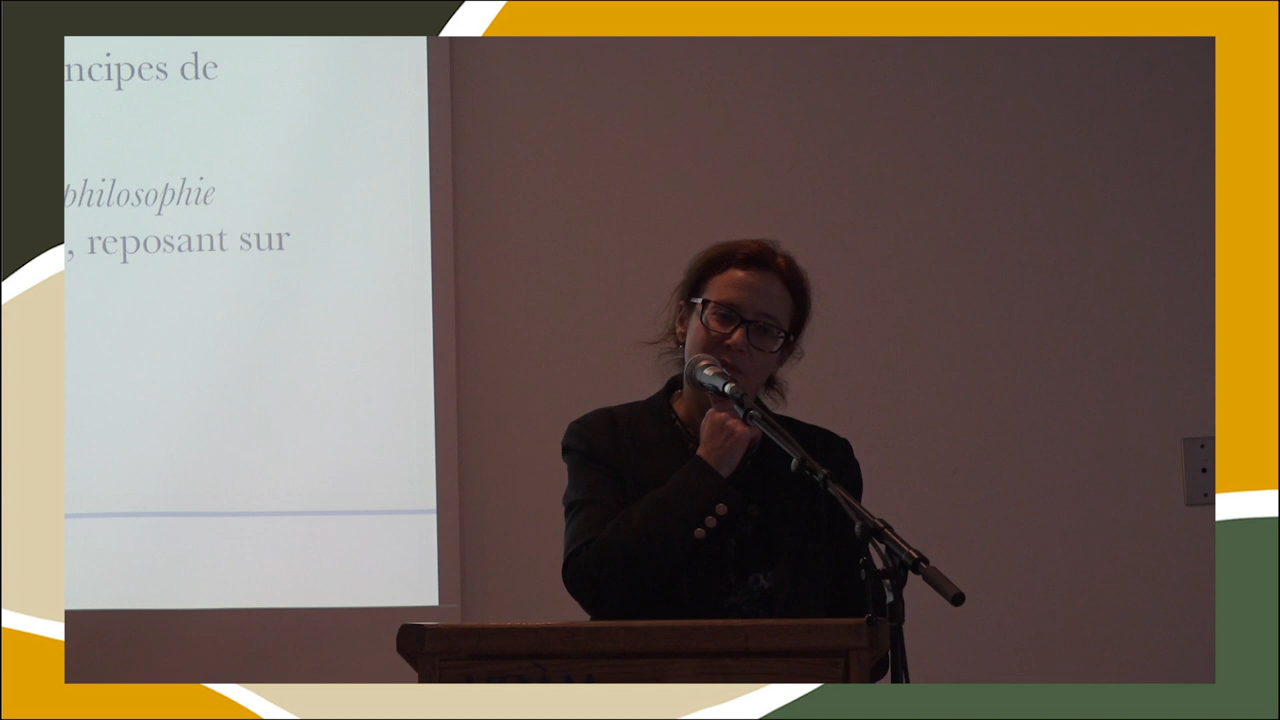 ncipes de
philosophie
, reposant sur